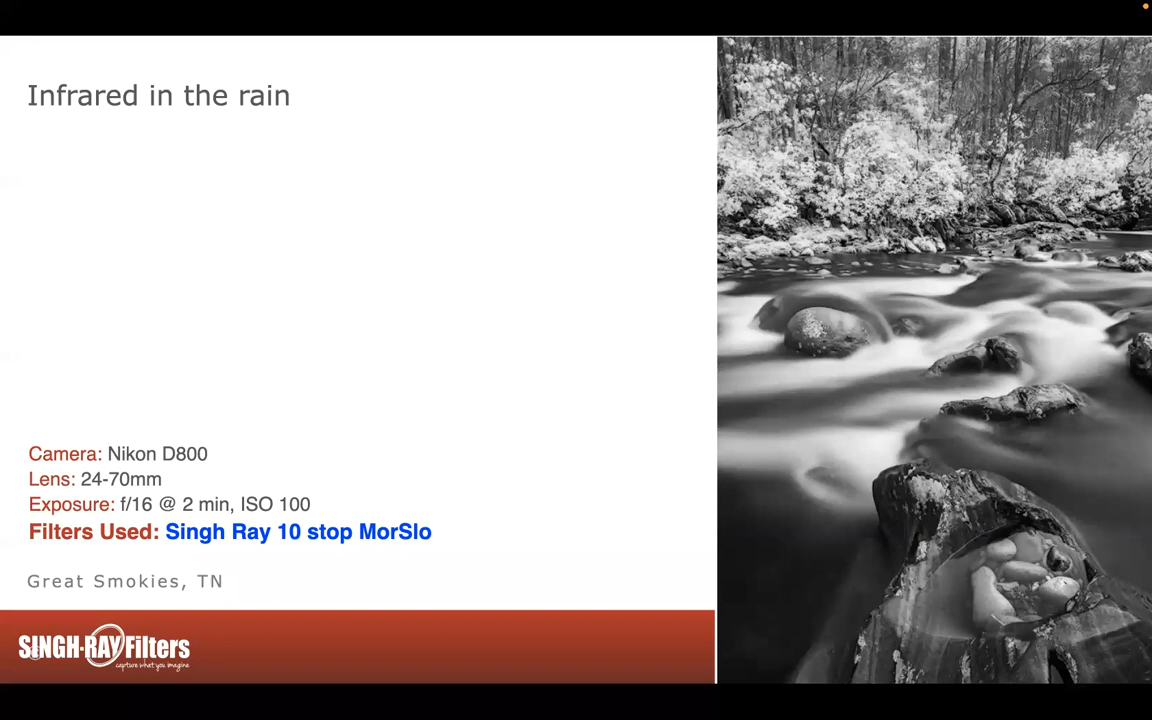 Infrared in the rain
Camera: Nikon D800
Lens: 24-70mm
Exposure: f/16 @ 2 min, ISO 100
Filters Used: Singh Ray 10 stop MorSlo
Great Smokies, TN
SINGH-RAY Filters
capture what you imagine